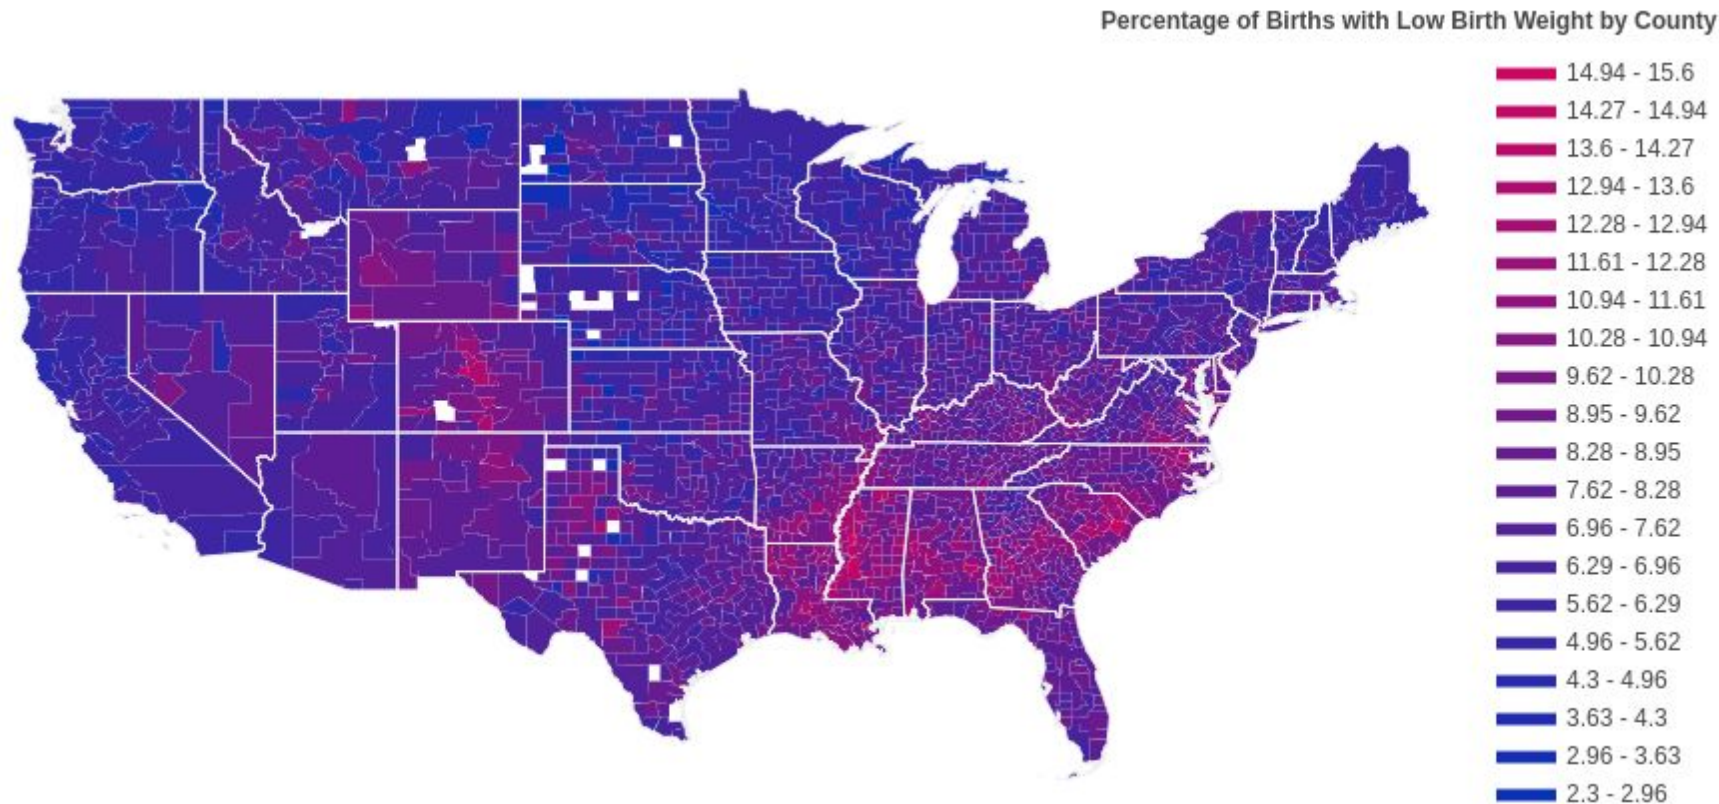 Percentage of Births with Low Birth Weight by County
14.94 - 15.6
14.27 - 14.94
13.6 - 14.27
12.94 - 13.6
12.28 - 12.94
11.61 - 12.28
10.94 - 11.61
10.28 - 10.94
9.62 - 10.28
8.95 - 9.62
8.28 - 8.95
7.62 - 8.28
6.96 - 7.62
6.29 - 6.96
5.62 - 6.29
4.96 - 5.62
4.3 - 4.96
3.63 - 4.3
2.96 - 3.63
2.3 - 2.96